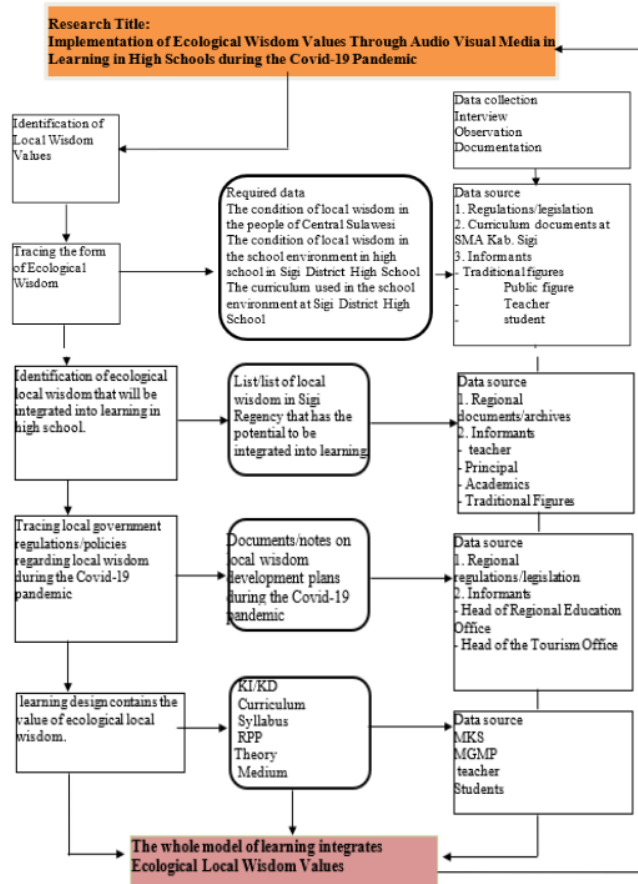 Research Title:
Implementation of Ecological Wisdom Values Through Audio Visual Media in
Learning in High Schools during the Covid-19 Pandemic
Identification of
Local Wisdom
Values
Data collection
Interview
Observation
Documentation
Tracing the form
of Ecological
Wisdom
Required data
The condition of local wisdom in
the people of Central Sulawesi
The condition of local wisdom in
the school environment in high
school in Sigi District High School
The curriculum used in the school
environment at Sigi District High
School
Data source
1. Regulations/legislation
2. Curriculum documents at
SMA Kab. Sigi
3. Informants
- Traditional figures
- Public figure
- Teacher
- student
Identification of ecological
local wisdom that will be
integrated into learning in
high school.
List/list of local
wisdom in Sigi
Regency that has the
potential to be
integrated into learning
Data source
1. Regional
documents/archives
2. Informants
- teacher
- Principal
- Academics
- Traditional Figures
Tracing local government
regulations/policies
regarding local wisdom
during the Covid-19
pandemic
Documents/notes on
local wisdom
development plans
during the Covid-19
pandemic
Data source
1. Regional
regulations/legislation
2. Informants
- Head of Regional Education
Office
- Head of the Tourism Office
learning design contains the
value of ecological local
wisdom.
KI/KD
Curriculum
Syllabus
RPP
Theory
Medium
Data source
MKS
MGMP
teacher
Students
The whole model of learning integrates
Ecological Local Wisdom Values